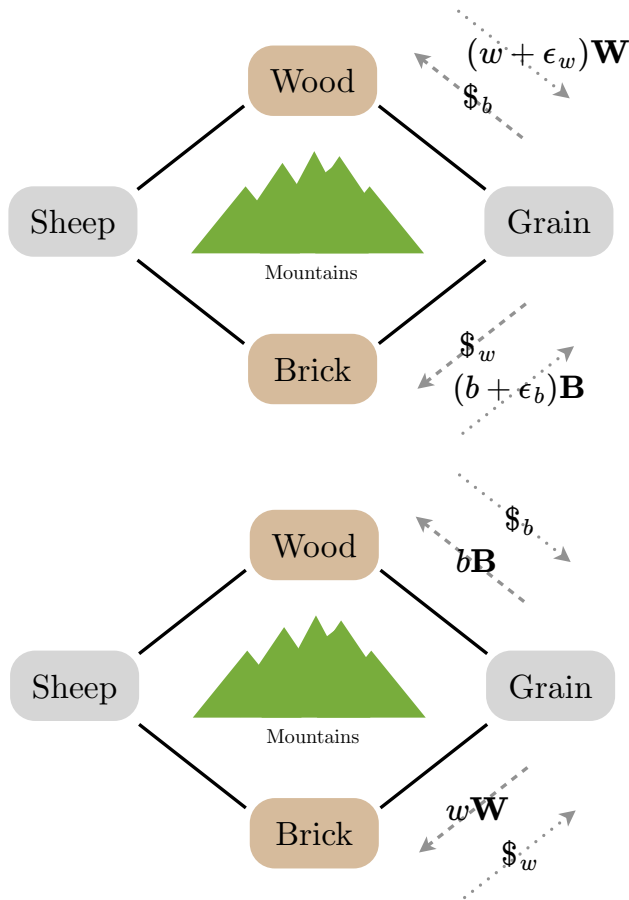 Wood
(w + ϵ_w)𝐖
$_b
Sheep
Grain
Mountains
$_w
Brick
(b + ϵ_b)𝐁
Wood
$_b
b𝐁
Sheep
Grain
Mountains
w𝐖
Brick
$_w